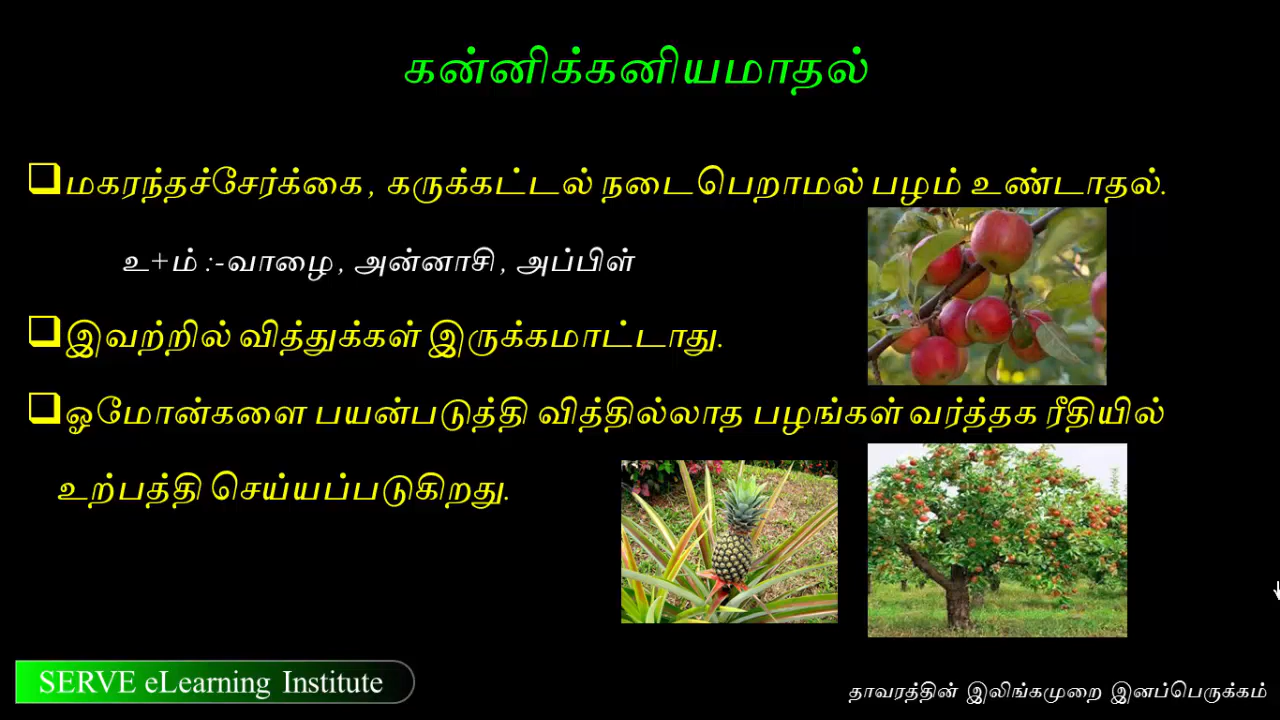 கன்னிக்கனியமாதல்
மகரந்தச்சேர்க்கை, கருக்கட்டல் நடைபெறாமல் பழம் உண்டாதல்.
உ+ம் :-வாழை, அன்னாசி, அப்பிள்
இவற்றில் வித்துக்கள் இருக்கமாட்டாது.
ஓமோன்களை பயன்படுத்தி வித்தில்லாத பழங்கள் வர்த்தக ரீதியில்
உற்பத்தி செய்யப்படுகிறது.
SERVE eLearning Institute
தாவரத்தின் இலிங்கமுறை இனப்பெருக்கம்